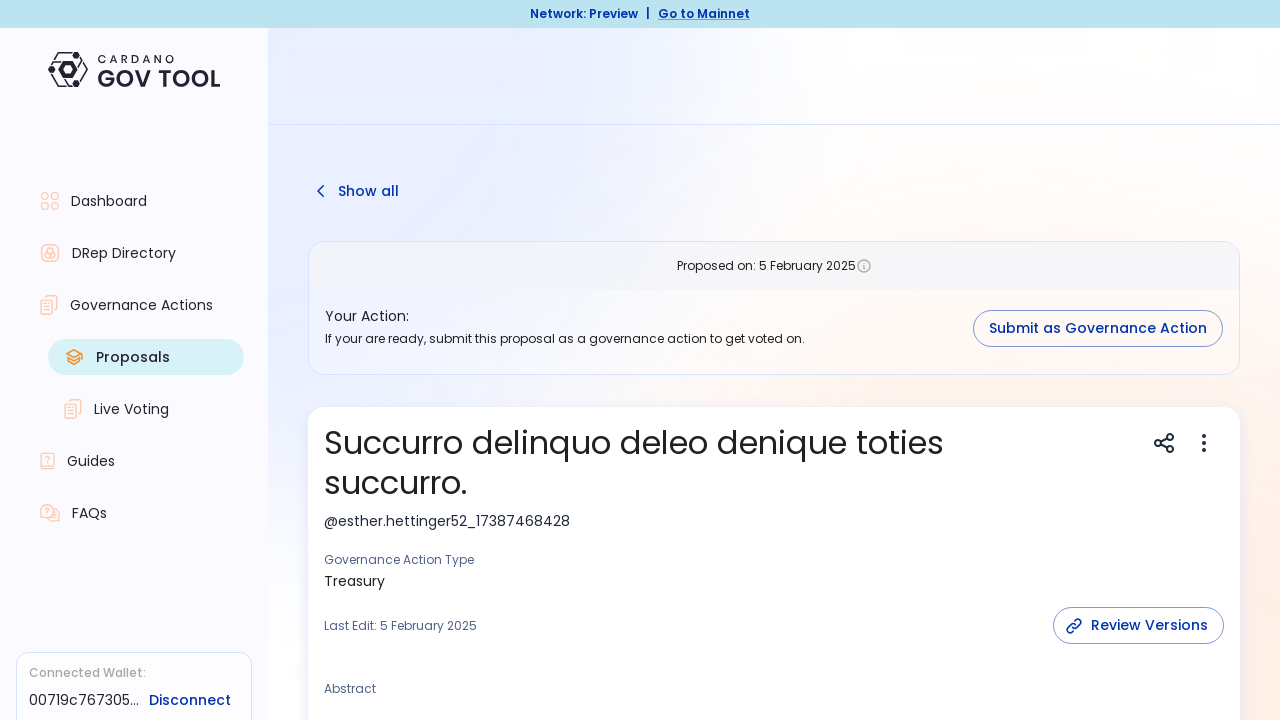 Network: Preview | Go to Mainnet
CARDANO
GOV TOOL
Dashboard
DRep Directory
Governance Actions
Proposals
Live Voting
Guides
FAQs
Connected Wallet:
00719c767305... Disconnect
Show all
Proposed on: 5 February 2025
Your Action:
If your are ready, submit this proposal as a governance action to get voted on.
Submit as Governance Action
Succurro delinquo deleo denique toties
succurro.
@esther.hettinger52_17387468428
Governance Action Type
Treasury
Last Edit: 5 February 2025
Review Versions
Abstract